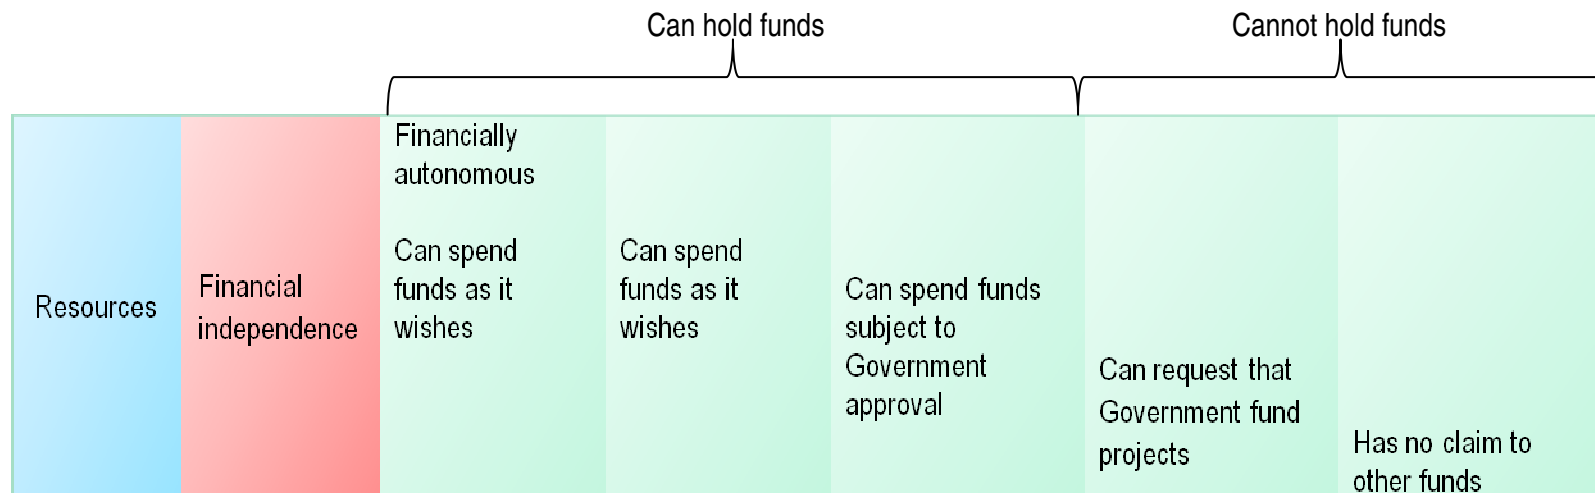 Can hold funds
Cannot hold funds
Resources
Financial
independence
Financially
autonomous
Can spend
funds as it
wishes
Can spend
funds as it
wishes
Can spend funds
subject to
Government
approval
Can request that
Government fund
projects
Has no claim to
other funds